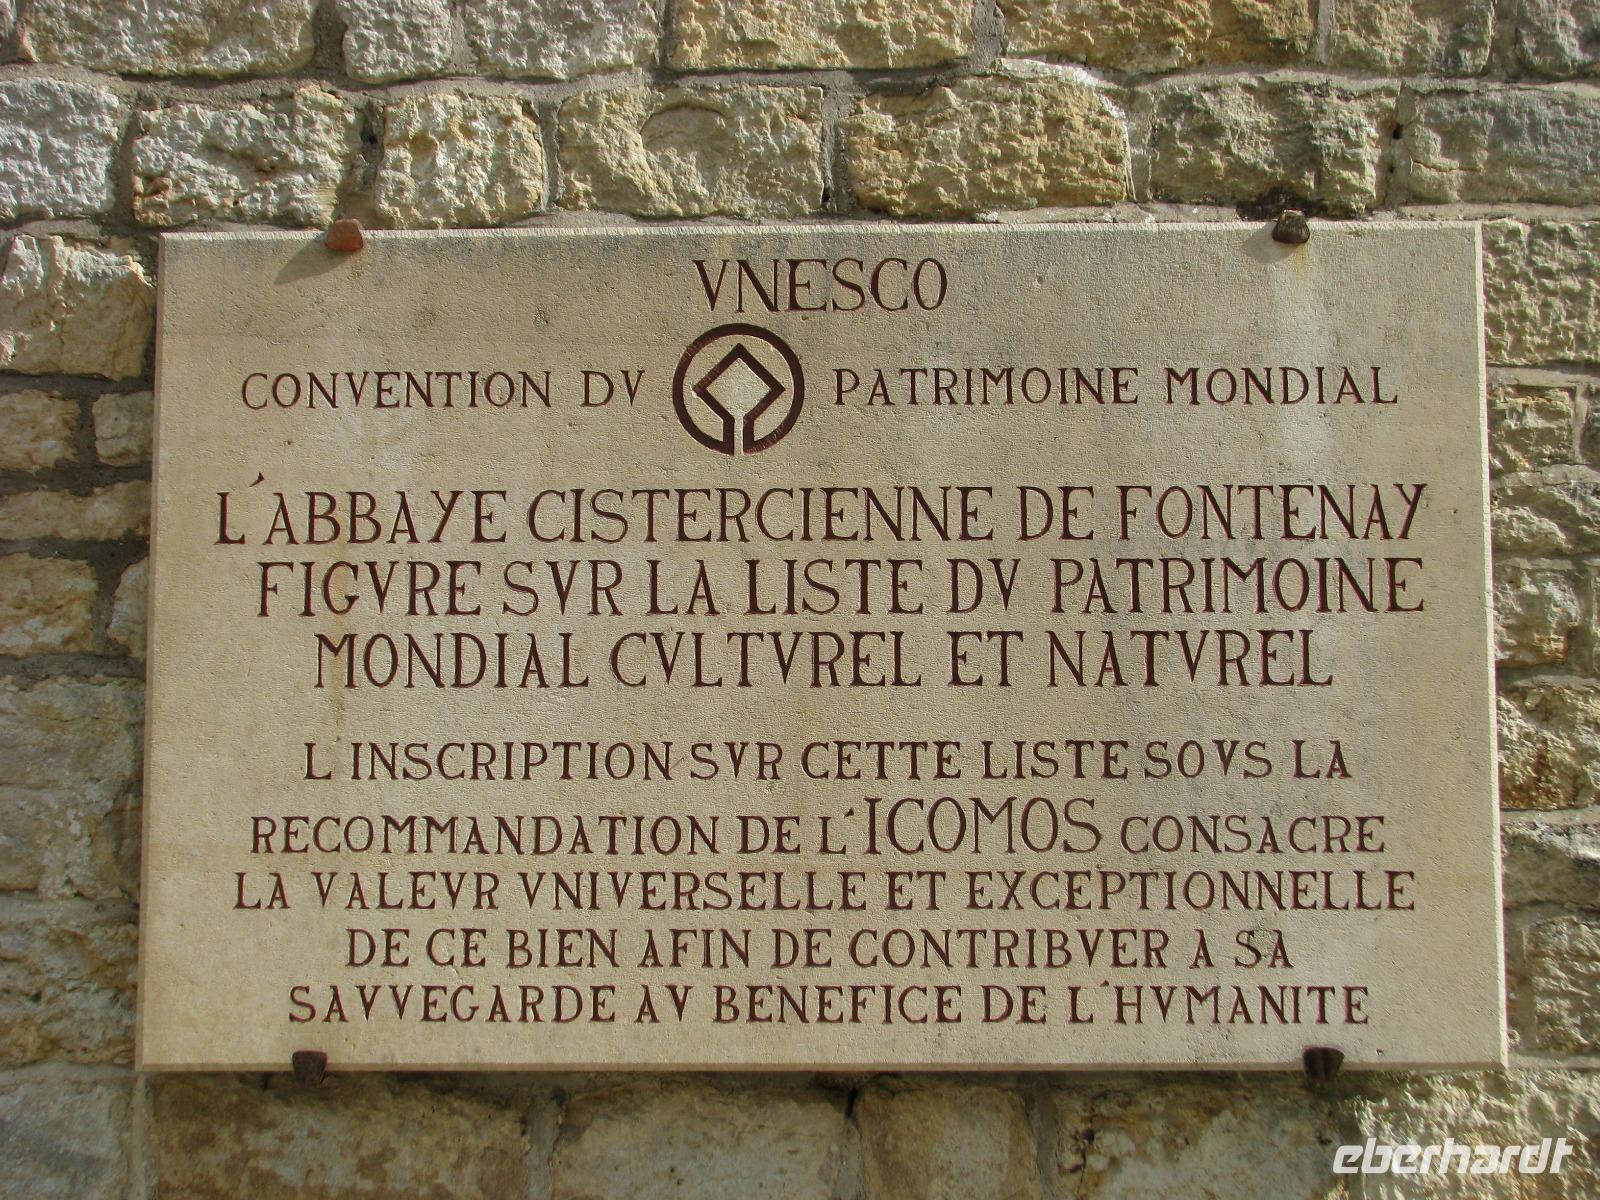 VNESCO
CONVENTION DV PATRIMOINE MONDIAL
L'ABBAYE CISTERCIENNE DE FONTENAY
FIGVRE SVR LA LISTE DV PATRIMOINE
MONDIAL CVLTVREL ET NATVREL
L INSCRIPTION SVR CETTE LISTE SOVS LA
RECOMMANDATION DE L'ICOMOS CONSACRE
LA VALEVR VNIVERSELLE ET EXCEPTIONNELLE
DE CE BIEN AFIN DE CONTRIBVER A SA
SAVVEGARDE AV BENEFICE DE L'HVMANITE
eberhardt